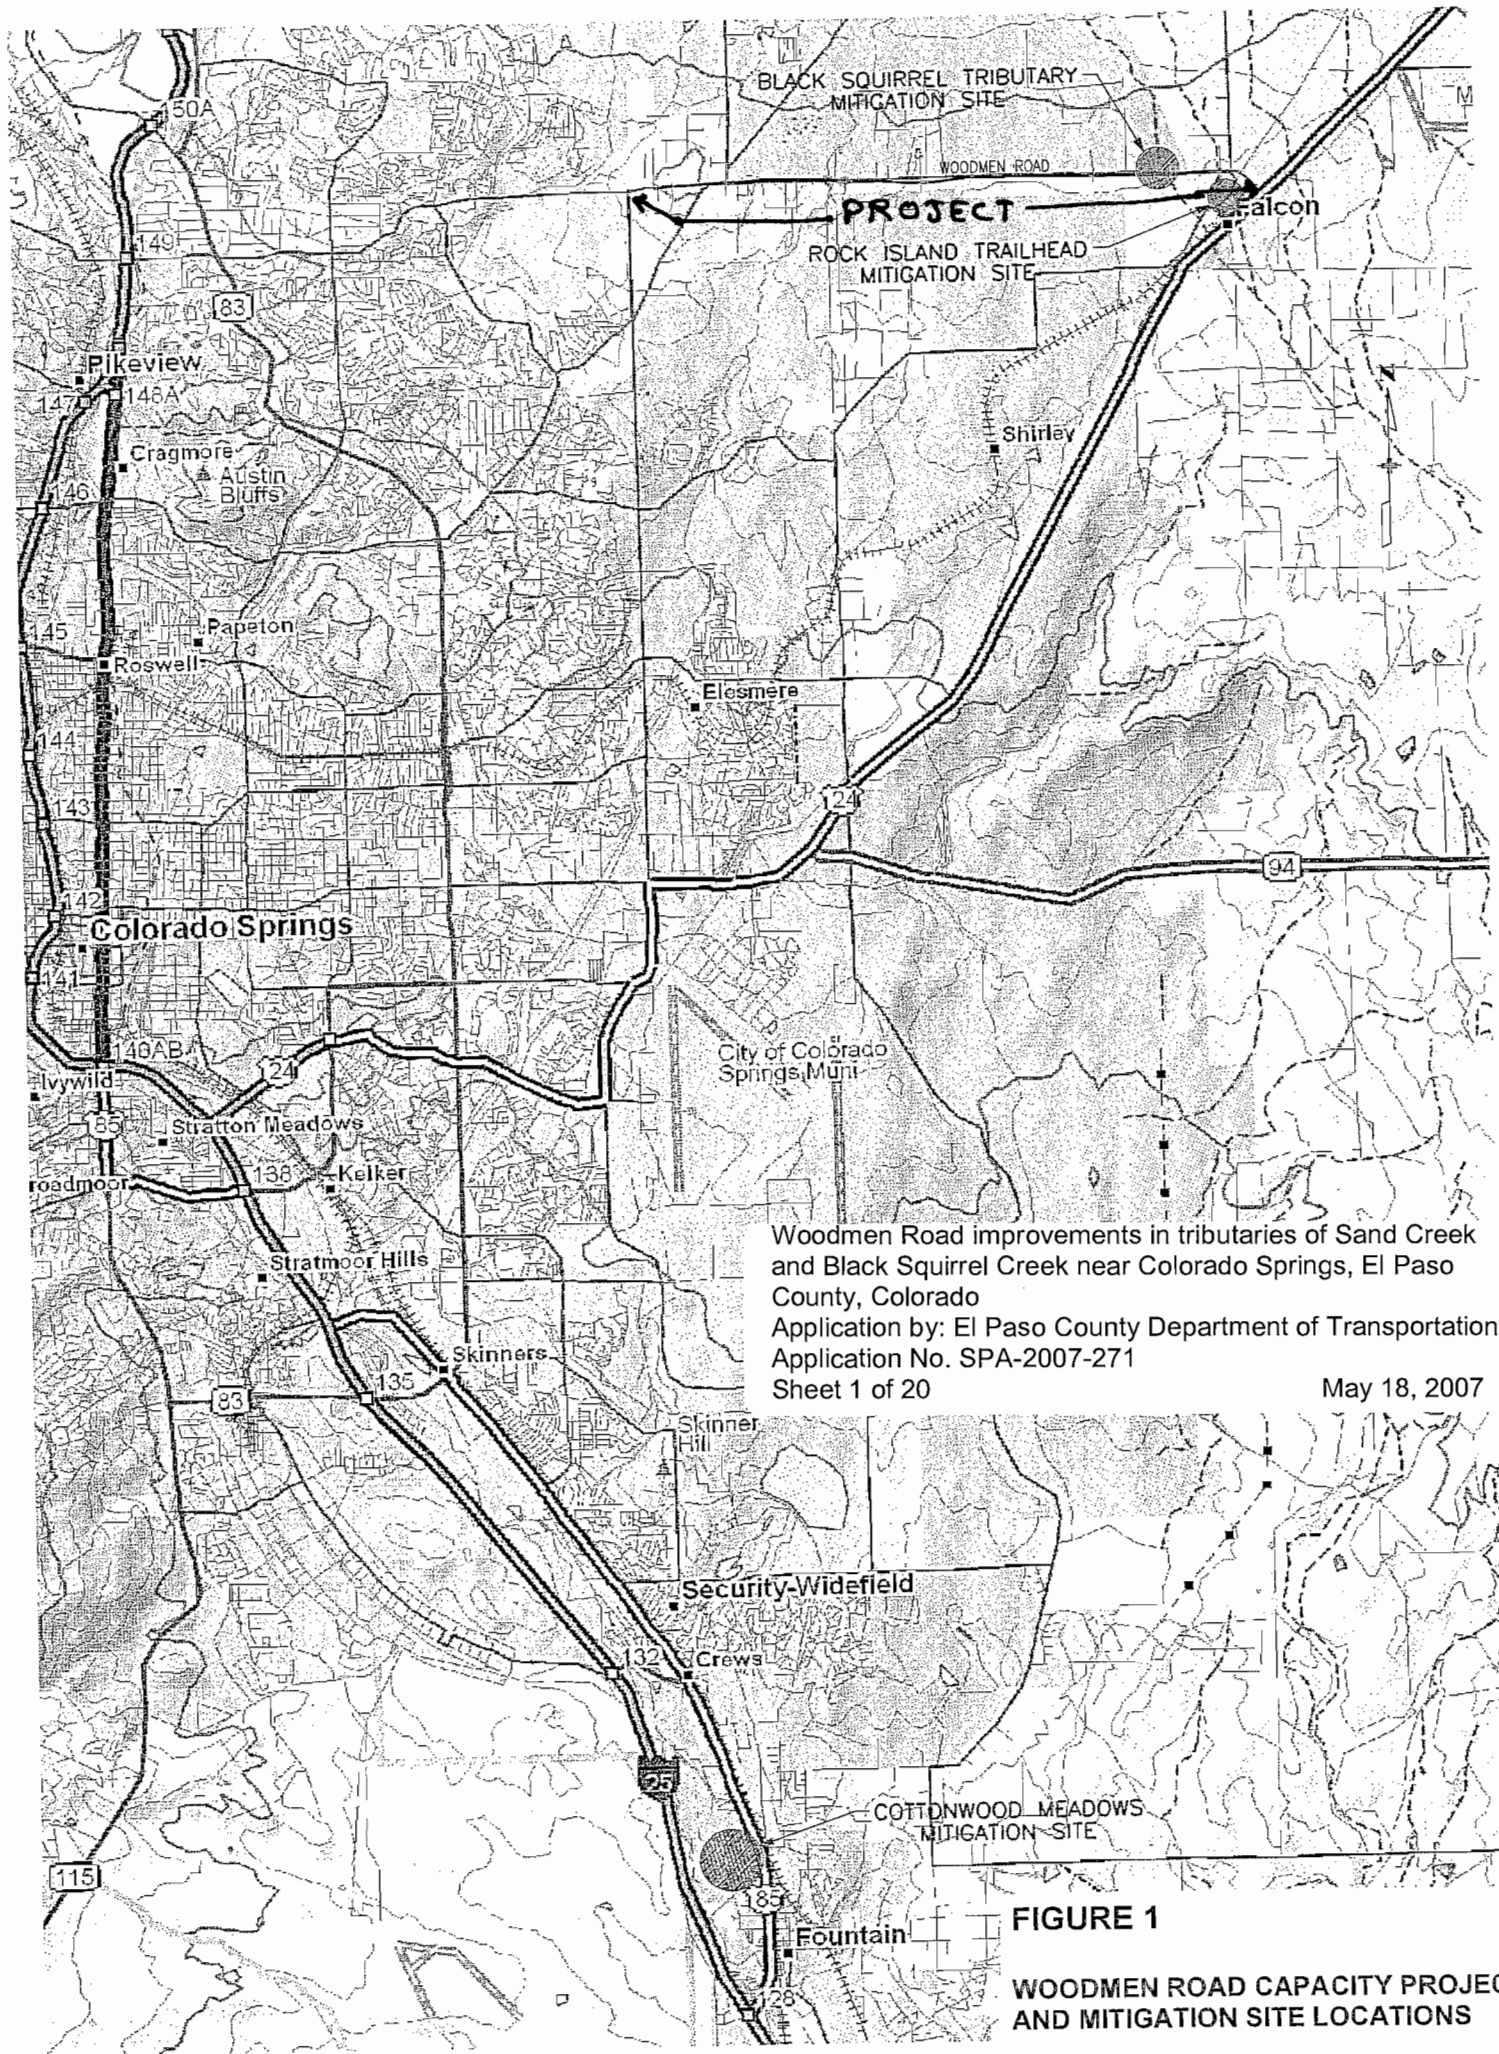 150A
BLACK SQUIRREL TRIBUTARY
MITIGATION SITE
WOODMEN ROAD
PROJECT
Falcon
ROCK ISLAND TRAILHEAD
MITIGATION SITE
149
83
Pikeview
147
148A
N
Cragmore
Austin
Bluffs
146
Shirley
145
Papeton
Roswell
Elesmere
144
143
24
94
142
Colorado Springs
141
City of Colorado
Springs Muni
140AB
24
Ivywild
185
Stratton Meadows
roadmoor
138
Kelker
Stratmoor Hills
Woodmen Road improvements in tributaries of Sand Creek
and Black Squirrel Creek near Colorado Springs, El Paso
County, Colorado
Application by: El Paso County Department of Transportation
Application No. SPA-2007-271
Sheet 1 of 20
May 18, 2007
Skinners
135
83
Skinner
Hill
Security-Widefield
132
Crews
25
COTTONWOOD MEADOWS
MITIGATION SITE
115
185
Fountain
128
FIGURE 1
WOODMEN ROAD CAPACITY PROJEC
AND MITIGATION SITE LOCATIONS